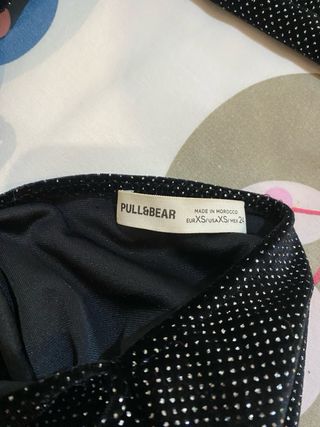 PULL&BEAR
MADE IN MOROCCO
EUR XS/USA XS/MEX 24